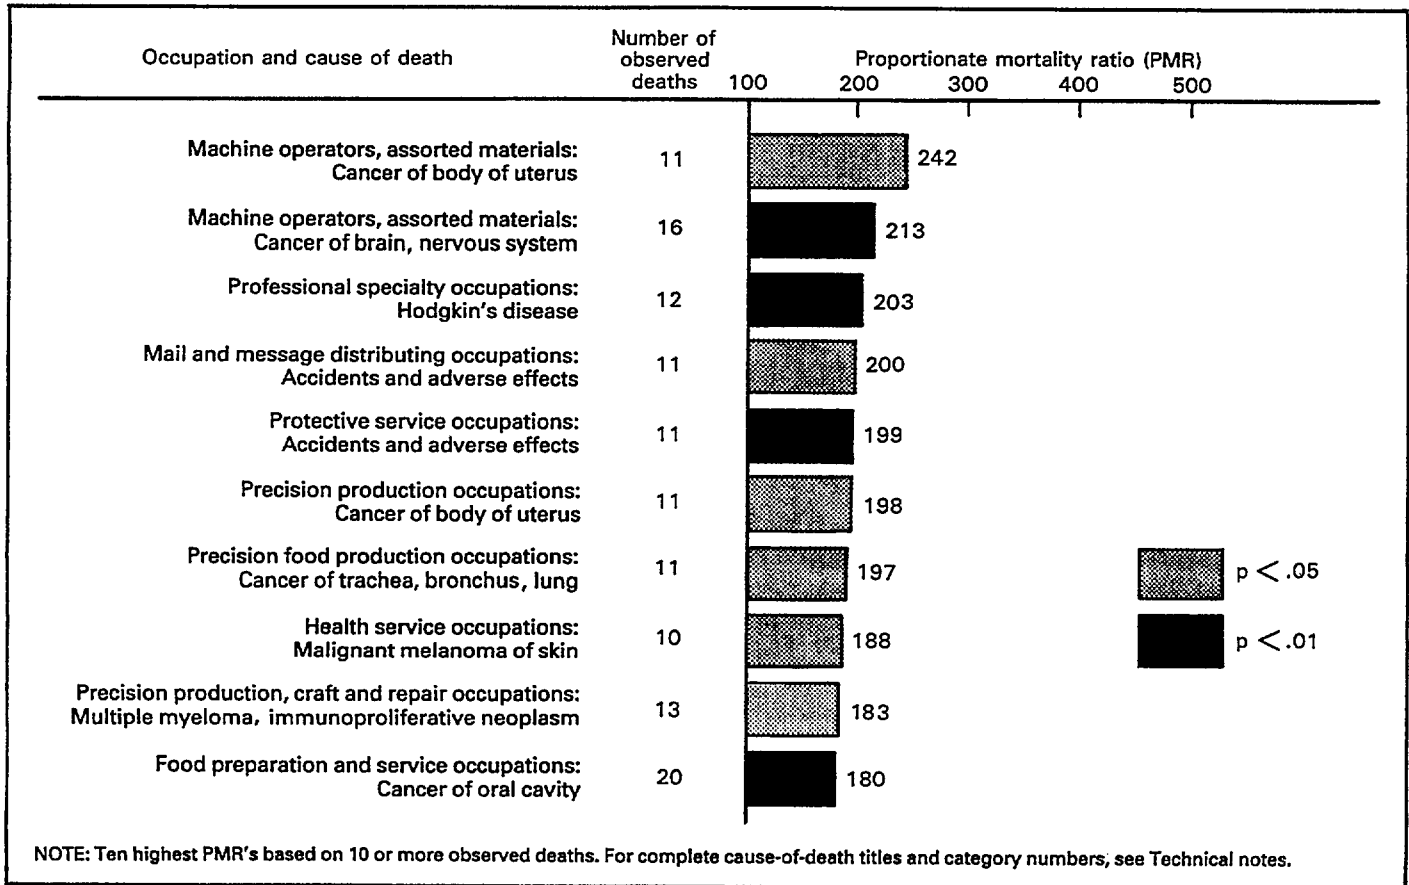 Occupation and cause of death
Number of
observed
deaths
Proportionate mortality ratio (PMR)
100 200 300 400 500
Machine operators, assorted materials:
Cancer of body of uterus
11
242
Machine operators, assorted materials:
Cancer of brain, nervous system
16
213
Professional specialty occupations:
Hodgkin's disease
12
203
Mail and message distributing occupations:
Accidents and adverse effects
11
200
Protective service occupations:
Accidents and adverse effects
11
199
Precision production occupations:
Cancer of body of uterus
11
198
Precision food production occupations:
Cancer of trachea, bronchus, lung
11
197
Health service occupations:
Malignant melanoma of skin
10
188
Precision production, craft and repair occupations:
Multiple myeloma, immunoproliferative neoplasm
13
183
Food preparation and service occupations:
Cancer of oral cavity
20
180
p < .05
p < .01
NOTE: Ten highest PMR's based on 10 or more observed deaths. For complete cause-of-death titles and category numbers, see Technical notes.